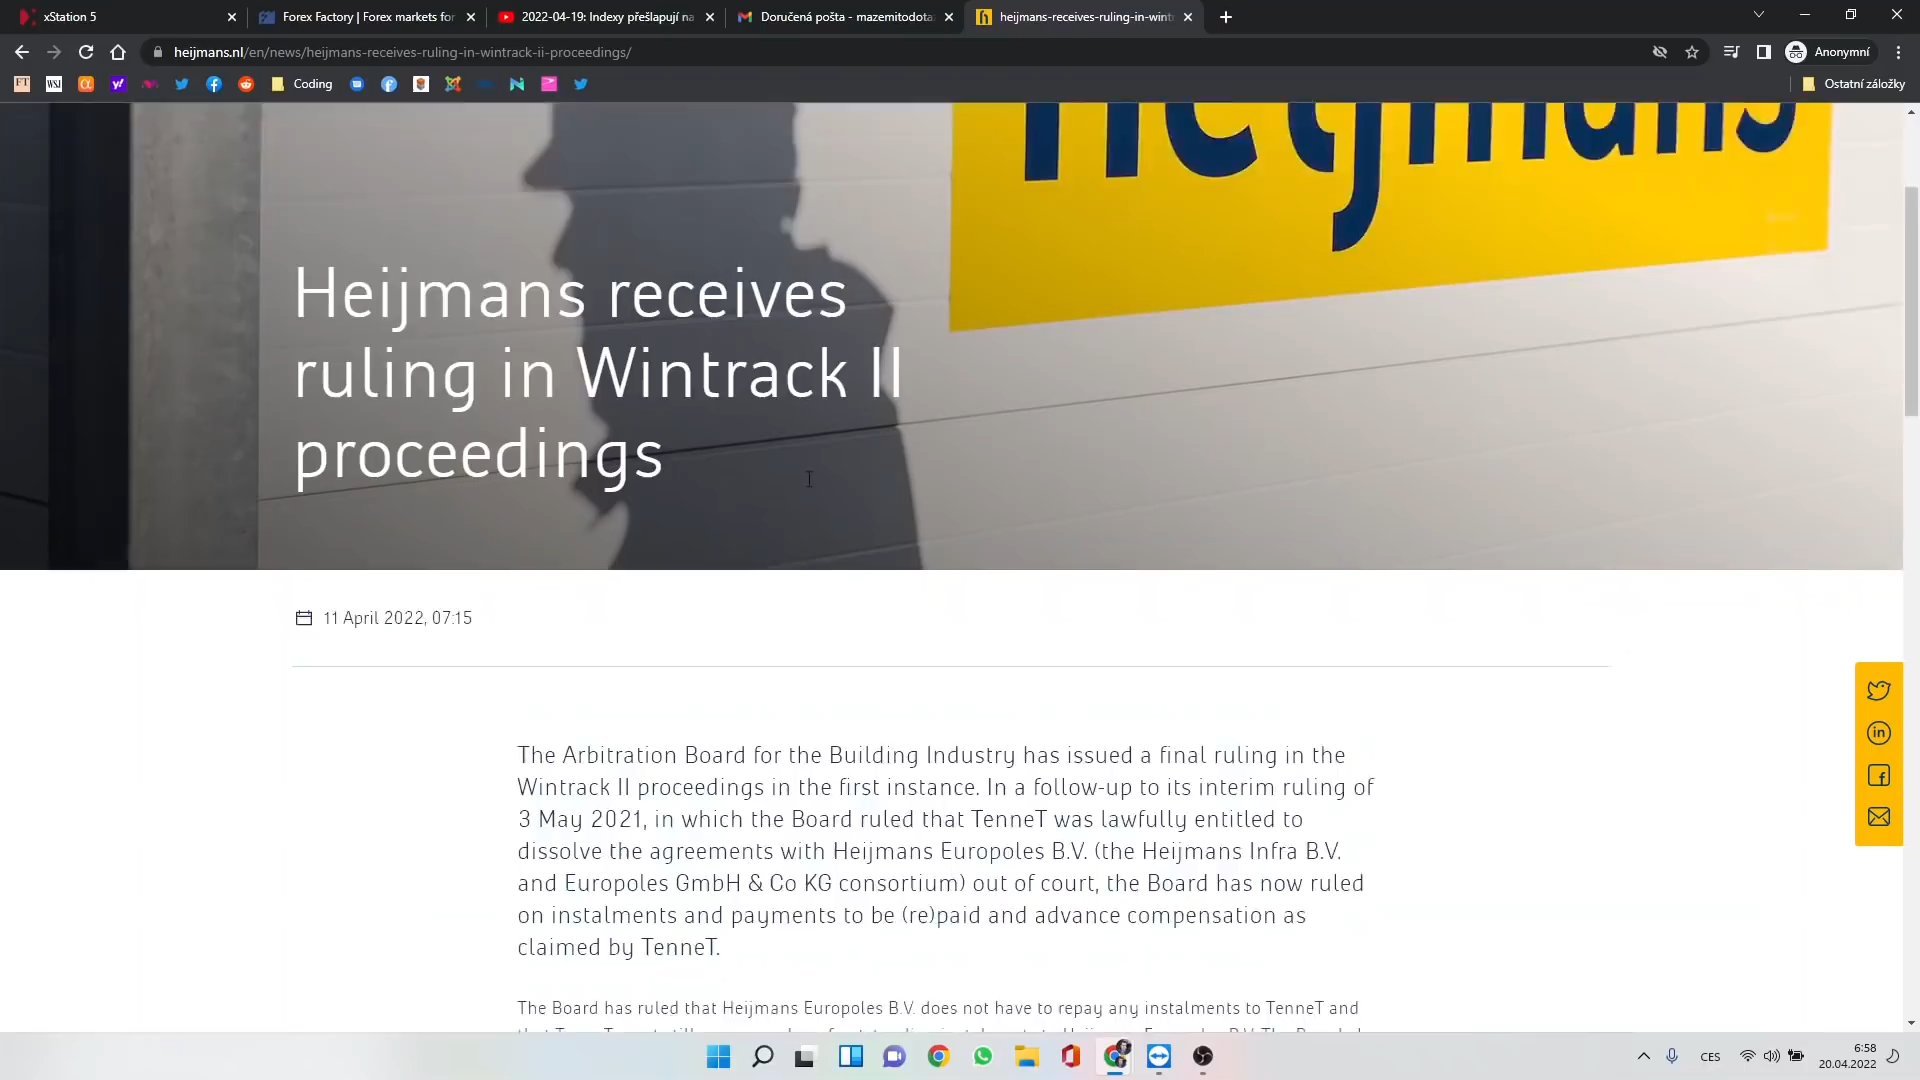 xStation 5
Forex Factory | Forex markets for
2022-04-19: Indexy přešlapují na
Doručená pošta - mazemitodota
heijmans-receives-ruling-in-wint
heijmans.nl/en/news/heijmans-receives-ruling-in-wintrack-ii-proceedings/
Anonymní
FT
WSJ
Coding
Ostatní záložky
heijmans
Heijmans receives
ruling in Wintrack II
proceedings
11 April 2022, 07:15
The Arbitration Board for the Building Industry has issued a final ruling in the
Wintrack II proceedings in the first instance. In a follow-up to its interim ruling of
3 May 2021, in which the Board ruled that TenneT was lawfully entitled to
dissolve the agreements with Heijmans Europoles B.V. (the Heijmans Infra B.V.
and Europoles GmbH & Co KG consortium) out of court, the Board has now ruled
on instalments and payments to be (re)paid and advance compensation as
claimed by TenneT.
The Board has ruled that Heijmans Europoles B.V. does not have to repay any instalments to TenneT and
CES
6:58
20.04.2022